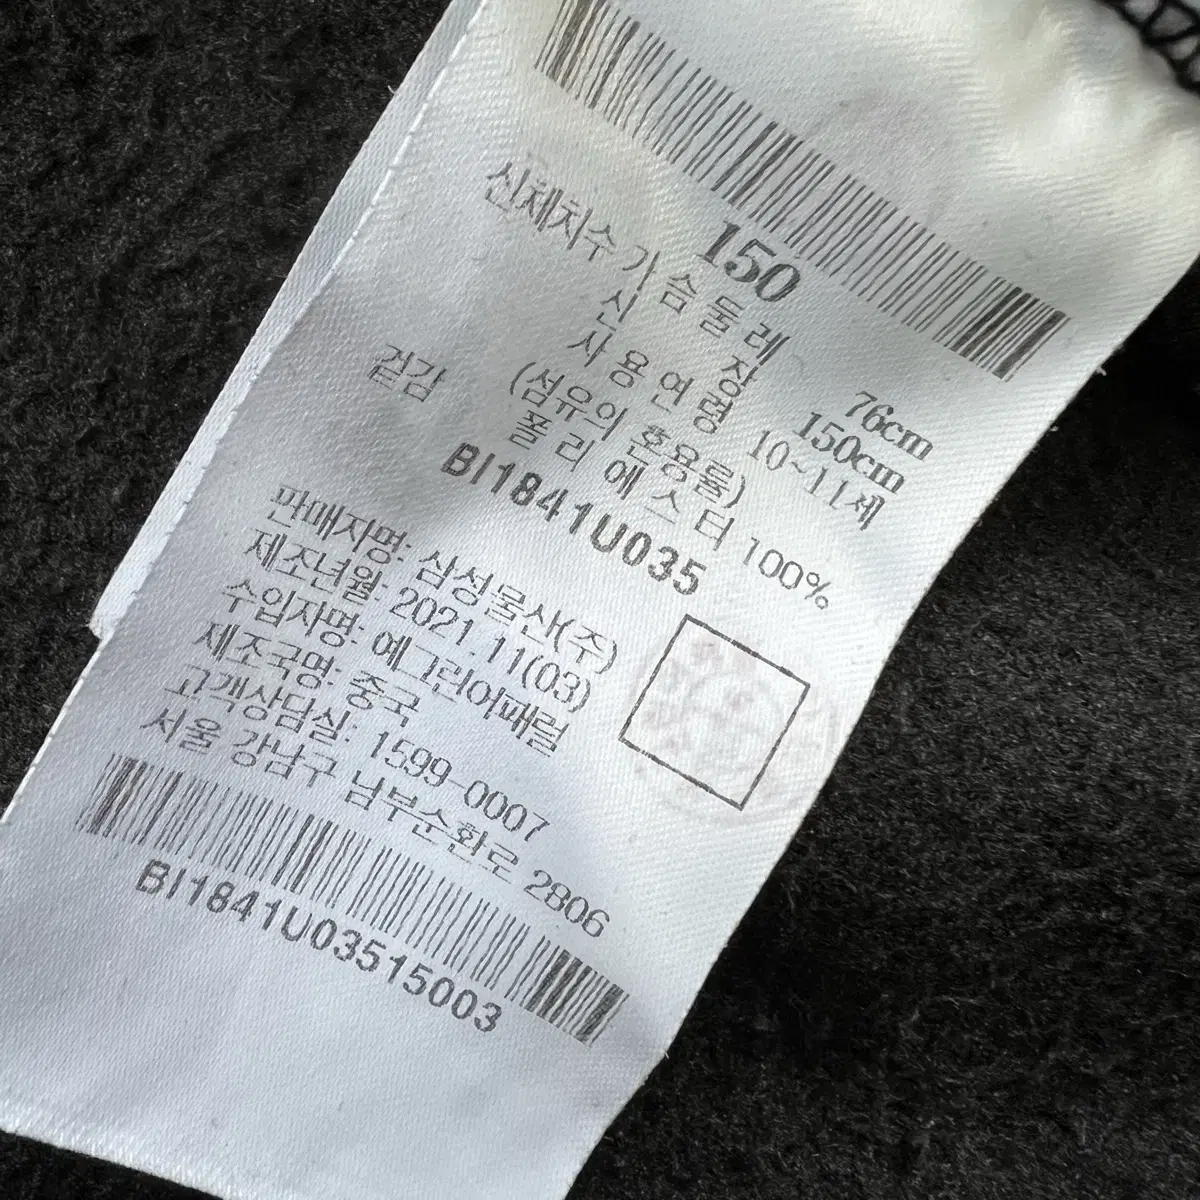 150
신체치수 가슴둘레 76cm
신장 150cm
사용연령 10~11세
(섬유의 혼용률)
겉감 폴리에스터 100%
BI1841U035
판매자명: 삼성물산(주)
제조년월: 2021.11(03)
수입자명: 예그린어패럴
제조국명: 중국
고객상담실: 1599-0007
서울 강남구 남부순환로 2806
BI1841U03515003